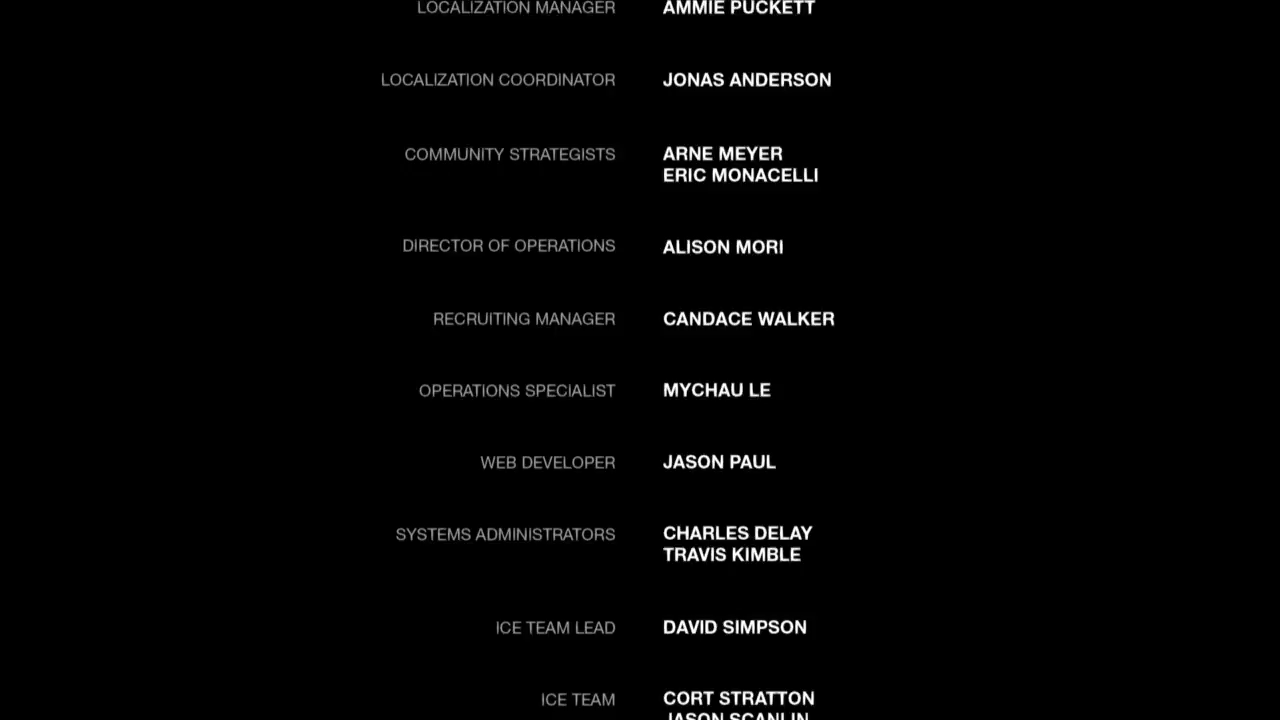 LOCALIZATION MANAGER AMMIE PUCKETT
LOCALIZATION COORDINATOR JONAS ANDERSON
COMMUNITY STRATEGISTS ARNE MEYER
ERIC MONACELLI
DIRECTOR OF OPERATIONS ALISON MORI
RECRUITING MANAGER CANDACE WALKER
OPERATIONS SPECIALIST MYCHAU LE
WEB DEVELOPER JASON PAUL
SYSTEMS ADMINISTRATORS CHARLES DELAY
TRAVIS KIMBLE
ICE TEAM LEAD DAVID SIMPSON
ICE TEAM CORT STRATTON
JASON SCANLIN